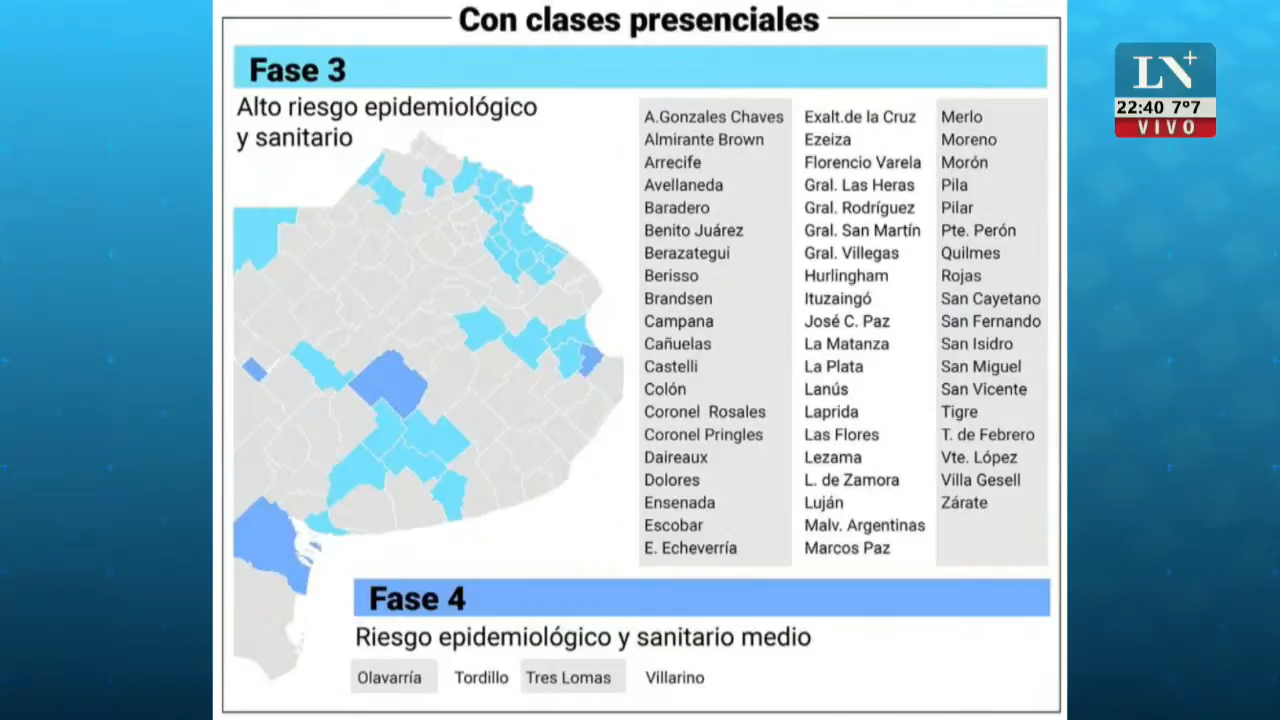 Con clases presenciales
Fase 3
Alto riesgo epidemiológico
y sanitario
A.Gonzales Chaves
Almirante Brown
Arrecife
Avellaneda
Baradero
Benito Juárez
Berazategui
Berisso
Brandsen
Campana
Cañuelas
Castelli
Colón
Coronel Rosales
Coronel Pringles
Daireaux
Dolores
Ensenada
Escobar
E. Echeverría
Exalt.de la Cruz
Ezeiza
Florencio Varela
Gral. Las Heras
Gral. Rodríguez
Gral. San Martín
Gral. Villegas
Hurlingham
Ituzaingó
José C. Paz
La Matanza
La Plata
Lanús
Laprida
Las Flores
Lezama
L. de Zamora
Luján
Malv. Argentinas
Marcos Paz
Merlo
Moreno
Morón
Pila
Pilar
Pte. Perón
Quilmes
Rojas
San Cayetano
San Fernando
San Isidro
San Miguel
San Vicente
Tigre
T. de Febrero
Vte. López
Villa Gesell
Zárate
Fase 4
Riesgo epidemiológico y sanitario medio
Olavarría Tordillo Tres Lomas Villarino
LN+
22:40 7°7
VIVO